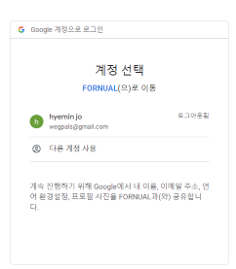 Google 계정으로 로그인
계정 선택
FORNUAL(으)로 이동
h
hyemin jo
로그아웃됨
wegpais@gmail.com
다른 계정 사용
계속 진행하기 위해 Google에서 내 이름, 이메일 주소, 언
어 환경설정, 프로필 사진을 FORNUAL과(와) 공유합니
다.